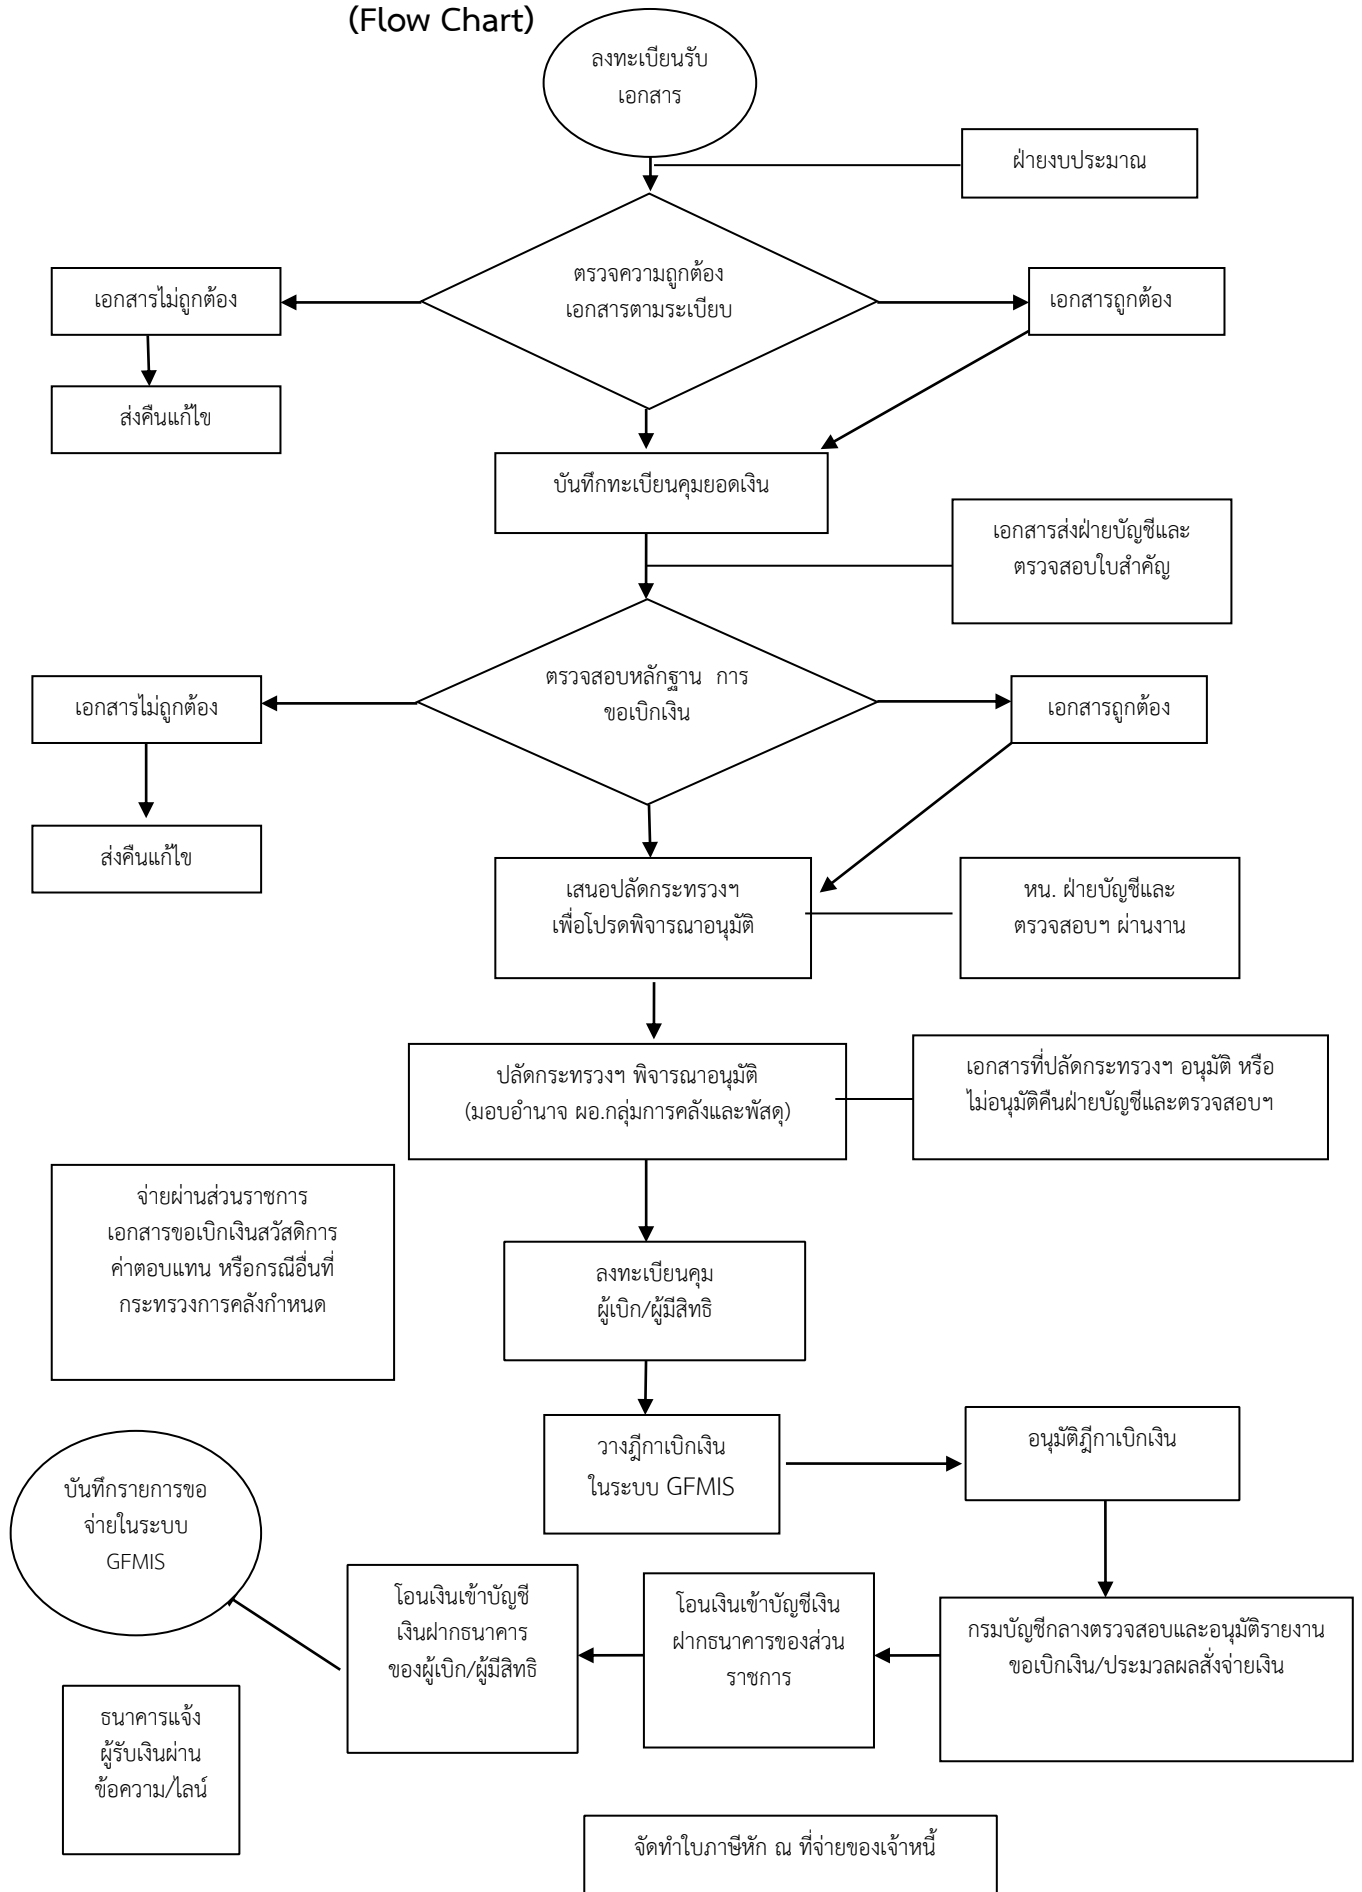 (Flow Chart)
ลงทะเบียนรับ
เอกสาร
ฝ่ายงบประมาณ
ตรวจความถูกต้อง
เอกสารตามระเบียบ
เอกสารไม่ถูกต้อง
เอกสารถูกต้อง
ส่งคืนแก้ไข
บันทึกทะเบียนคุมยอดเงิน
เอกสารส่งฝ่ายบัญชีและ
ตรวจสอบใบสำคัญ
ตรวจสอบหลักฐาน การ
ขอเบิกเงิน
เอกสารไม่ถูกต้อง
เอกสารถูกต้อง
ส่งคืนแก้ไข
เสนอปลัดกระทรวงฯ
เพื่อโปรดพิจารณาอนุมัติ
หน. ฝ่ายบัญชีและ
ตรวจสอบฯ ผ่านงาน
ปลัดกระทรวงฯ พิจารณาอนุมัติ
(มอบอำนาจ ผอ.กลุ่มการคลังและพัสดุ)
เอกสารที่ปลัดกระทรวงฯ อนุมัติ หรือ
ไม่อนุมัติคืนฝ่ายบัญชีและตรวจสอบฯ
จ่ายผ่านส่วนราชการ
เอกสารขอเบิกเงินสวัสดิการ
ค่าตอบแทน หรือกรณีอื่นที่
กระทรวงการคลังกำหนด
ลงทะเบียนคุม
ผู้เบิก/ผู้มีสิทธิ
วางฎีกาเบิกเงิน
ในระบบ GFMIS
อนุมัติฎีกาเบิกเงิน
บันทึกรายการขอ
จ่ายในระบบ
GFMIS
โอนเงินเข้าบัญชี
เงินฝากธนาคาร
ของผู้เบิก/ผู้มีสิทธิ
โอนเงินเข้าบัญชีเงิน
ฝากธนาคารของส่วน
ราชการ
กรมบัญชีกลางตรวจสอบและอนุมัติรายงาน
ขอเบิกเงิน/ประมวลผลสั่งจ่ายเงิน
ธนาคารแจ้ง
ผู้รับเงินผ่าน
ข้อความ/ไลน์
จัดทำใบภาษีหัก ณ ที่จ่ายของเจ้าหนี้